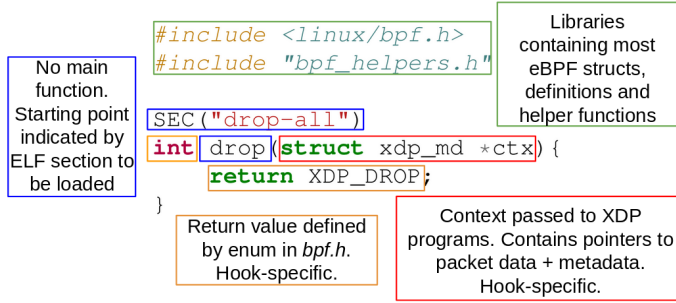 #include <linux/bpf.h>
#include "bpf_helpers.h"
Libraries
containing most
eBPF structs,
definitions and
helper functions
No main
function.
Starting point
indicated by
ELF section to
be loaded
SEC("drop-all")
int drop(struct xdp_md *ctx){
return XDP_DROP;
}
Return value defined
by enum in bpf.h.
Hook-specific.
Context passed to XDP
programs. Contains pointers to
packet data + metadata.
Hook-specific.